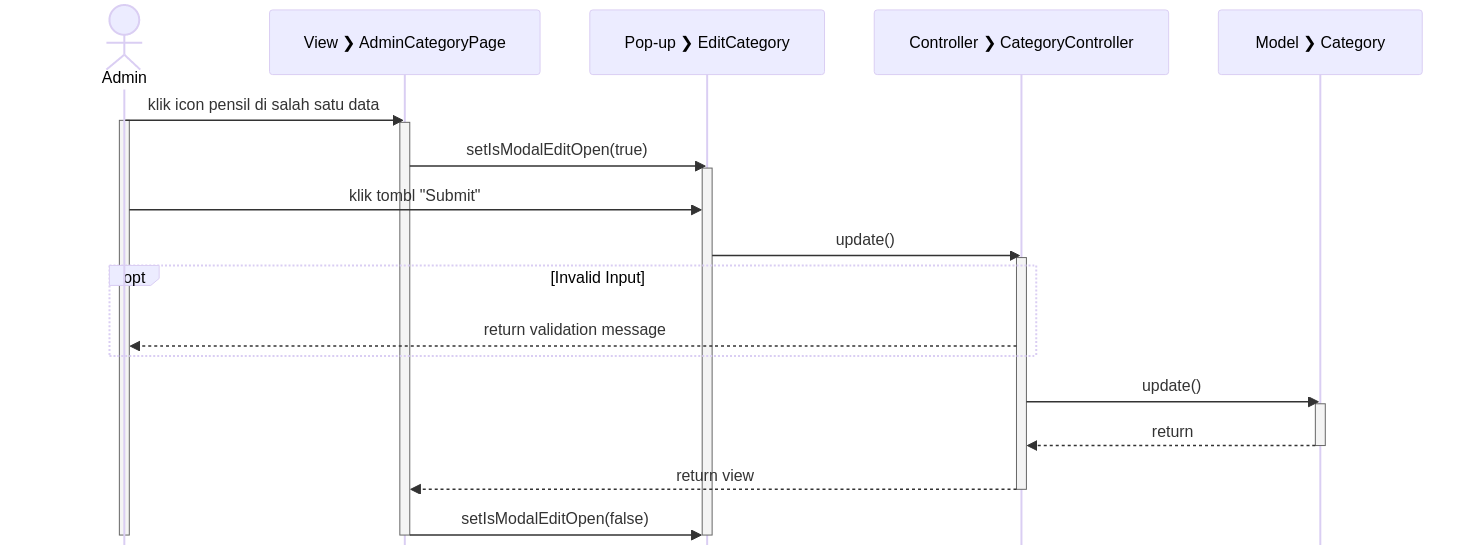 Admin
View ❯ AdminCategoryPage
Pop-up ❯ EditCategory
Controller ❯ CategoryController
Model ❯ Category
klik icon pensil di salah satu data
setIsModalEditOpen(true)
klik tombl "Submit"
update()
opt
[Invalid Input]
return validation message
update()
return
return view
setIsModalEditOpen(false)